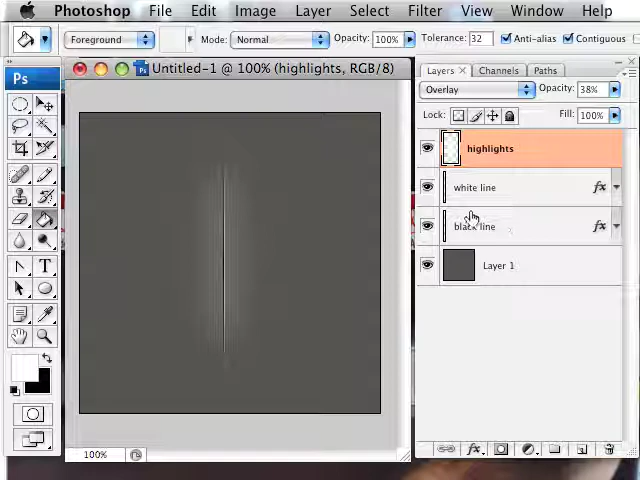 Photoshop File Edit Image Layer Select Filter View Window Help
Foreground Mode: Normal Opacity: 100% Tolerance: 32 Anti-alias Contiguous
Ps
Untitled-1 @ 100% (highlights, RGB/8)
Layers x Channels Paths
Overlay Opacity: 38%
Lock: Fill: 100%
highlights
white line fx
black line fx
Layer 1
T
100%
fx